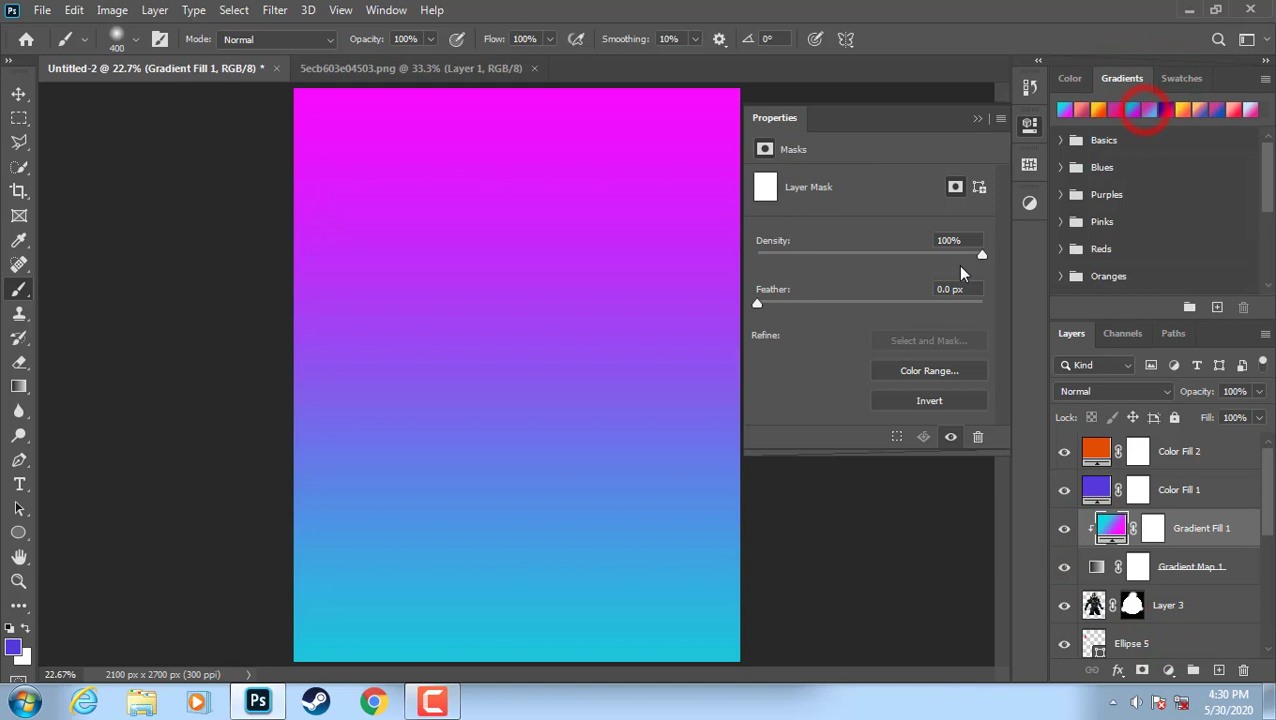 Ps File Edit Image Layer Type Select Filter 3D View Window Help
400 Mode: Normal Opacity: 100% Flow: 100% Smoothing: 10% 0°
Untitled-2 @ 22.7% (Gradient Fill 1, RGB/8) * × 5ecb603e04503.png @ 33.3% (Layer 1, RGB/8) ×
Color Gradients Swatches
Properties
Masks
Layer Mask
Density: 100%
Feather: 0.0 px
Refine: Select and Mask...
Color Range...
Invert
Basics
Blues
Purples
Pinks
Reds
Oranges
Layers Channels Paths
Kind
Normal Opacity: 100%
Lock: Fill: 100%
Color Fill 2
Color Fill 1
Gradient Fill 1
Gradient Map 1
Layer 3
Ellipse 5
fx
22.67% 2100 px x 2700 px (300 ppi)
Ps
4:30 PM
5/30/2020